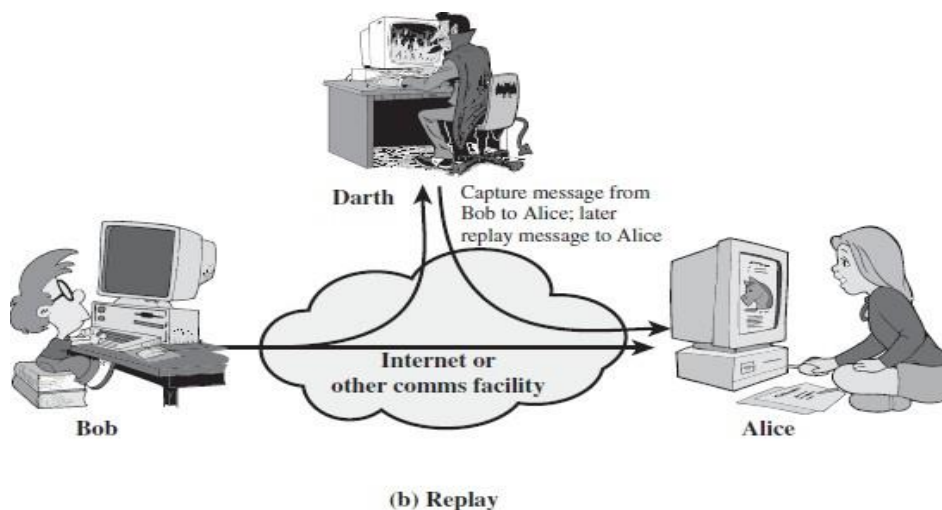 Darth
Capture message from
Bob to Alice; later
replay message to Alice
Internet or
other comms facility
Bob
Alice
(b) Replay